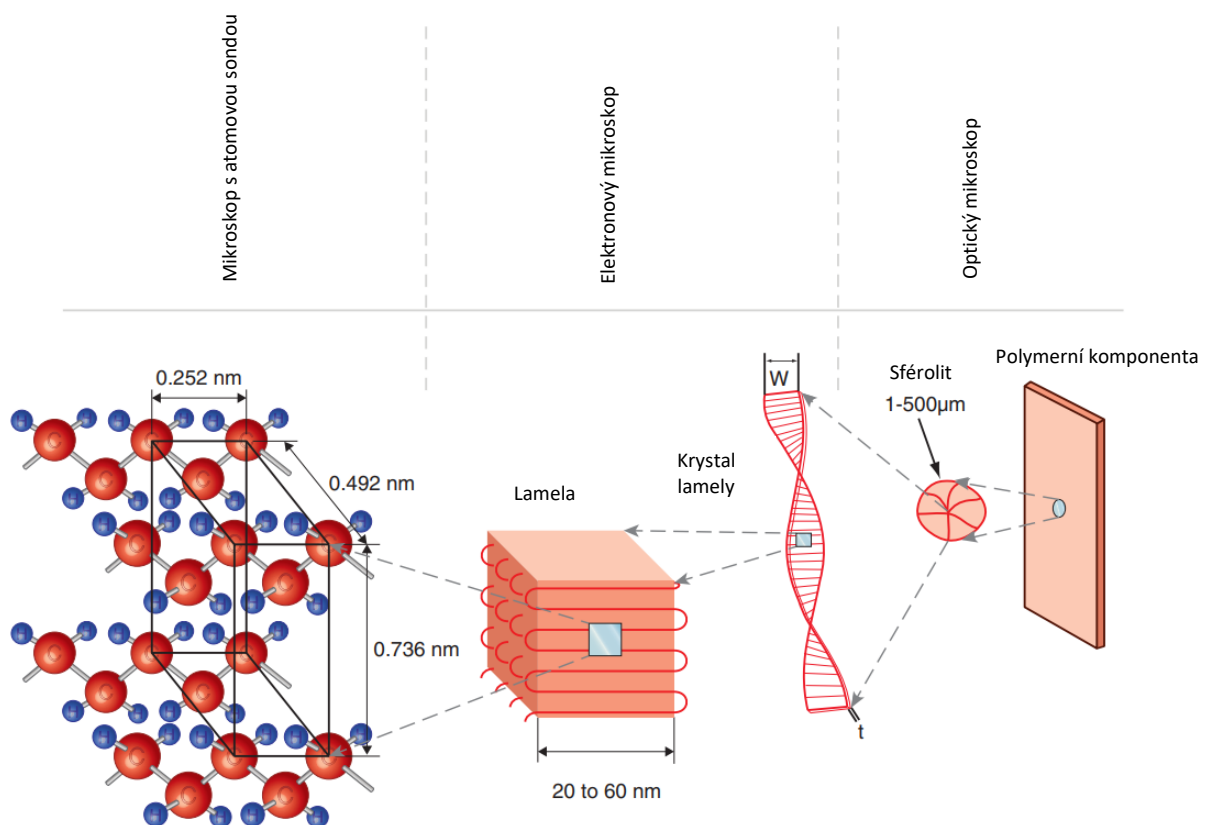 Mikroskop s atomovou sondou
Elektronový mikroskop
Optický mikroskop
0.252 nm
0.492 nm
0.736 nm
Lamela
20 to 60 nm
Krystal
lamely
W
t
Sférolit
1-500µm
Polymerní komponenta